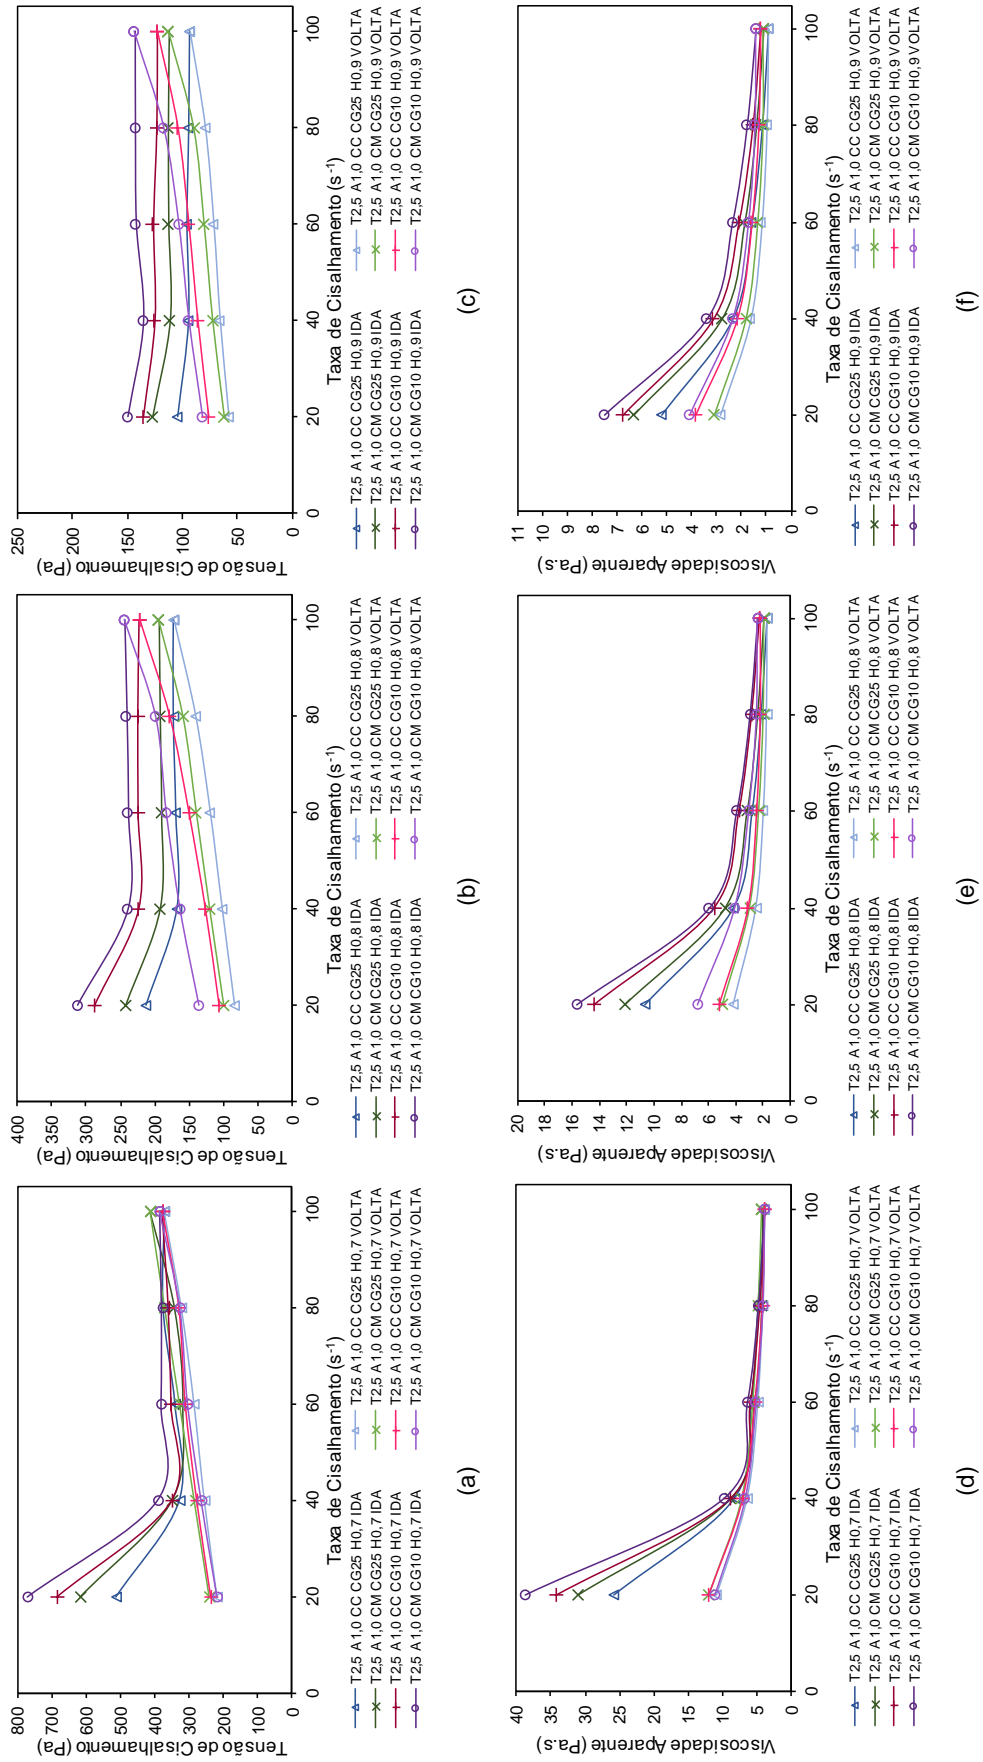 800
700
600
500
400
300
200
100
0
Tensão de Cisalhamento (Pa)
0 20 40 60 80 100
Taxa de Cisalhamento (s-1)
T2,5 A1,0 CC CG25 H0,7 IDA
T2,5 A1,0 CC CG25 H0,7 VOLTA
T2,5 A1,0 CM CG25 H0,7 IDA
T2,5 A1,0 CM CG25 H0,7 VOLTA
T2,5 A1,0 CC CG10 H0,7 IDA
T2,5 A1,0 CC CG10 H0,7 VOLTA
T2,5 A1,0 CM CG10 H0,7 IDA
T2,5 A1,0 CM CG10 H0,7 VOLTA
(a)
400
350
300
250
200
150
100
50
0
Tensão de Cisalhamento (Pa)
0 20 40 60 80 100
Taxa de Cisalhamento (s-1)
T2,5 A1,0 CC CG25 H0,8 IDA
T2,5 A1,0 CC CG25 H0,8 VOLTA
T2,5 A1,0 CM CG25 H0,8 IDA
T2,5 A1,0 CM CG25 H0,8 VOLTA
T2,5 A1,0 CC CG10 H0,8 IDA
T2,5 A1,0 CC CG10 H0,8 VOLTA
T2,5 A1,0 CM CG10 H0,8 IDA
T2,5 A1,0 CM CG10 H0,8 VOLTA
(b)
250
200
150
100
50
0
Tensão de Cisalhamento (Pa)
0 20 40 60 80 100
Taxa de Cisalhamento (s-1)
T2,5 A1,0 CC CG25 H0,9 IDA
T2,5 A1,0 CC CG25 H0,9 VOLTA
T2,5 A1,0 CM CG25 H0,9 IDA
T2,5 A1,0 CM CG25 H0,9 VOLTA
T2,5 A1,0 CC CG10 H0,9 IDA
T2,5 A1,0 CC CG10 H0,9 VOLTA
T2,5 A1,0 CM CG10 H0,9 IDA
T2,5 A1,0 CM CG10 H0,9 VOLTA
(c)
40
35
30
25
20
15
10
5
0
Viscosidade Aparente (Pa.s)
0 20 40 60 80 100
Taxa de Cisalhamento (s-1)
T2,5 A1,0 CC CG25 H0,7 IDA
T2,5 A1,0 CC CG25 H0,7 VOLTA
T2,5 A1,0 CM CG25 H0,7 IDA
T2,5 A1,0 CM CG25 H0,7 VOLTA
T2,5 A1,0 CC CG10 H0,7 IDA
T2,5 A1,0 CC CG10 H0,7 VOLTA
T2,5 A1,0 CM CG10 H0,7 IDA
T2,5 A1,0 CM CG10 H0,7 VOLTA
(d)
20
18
16
14
12
10
8
6
4
2
0
Viscosidade Aparente (Pa.s)
0 20 40 60 80 100
Taxa de Cisalhamento (s-1)
T2,5 A1,0 CC CG25 H0,8 IDA
T2,5 A1,0 CC CG25 H0,8 VOLTA
T2,5 A1,0 CM CG25 H0,8 IDA
T2,5 A1,0 CM CG25 H0,8 VOLTA
T2,5 A1,0 CC CG10 H0,8 IDA
T2,5 A1,0 CC CG10 H0,8 VOLTA
T2,5 A1,0 CM CG10 H0,8 IDA
T2,5 A1,0 CM CG10 H0,8 VOLTA
(e)
11
10
9
8
7
6
5
4
3
2
1
0
Viscosidade Aparente (Pa.s)
0 20 40 60 80 100
Taxa de Cisalhamento (s-1)
T2,5 A1,0 CC CG25 H0,9 IDA
T2,5 A1,0 CC CG25 H0,9 VOLTA
T2,5 A1,0 CM CG25 H0,9 IDA
T2,5 A1,0 CM CG25 H0,9 VOLTA
T2,5 A1,0 CC CG10 H0,9 IDA
T2,5 A1,0 CC CG10 H0,9 VOLTA
T2,5 A1,0 CM CG10 H0,9 IDA
T2,5 A1,0 CM CG10 H0,9 VOLTA
(f)